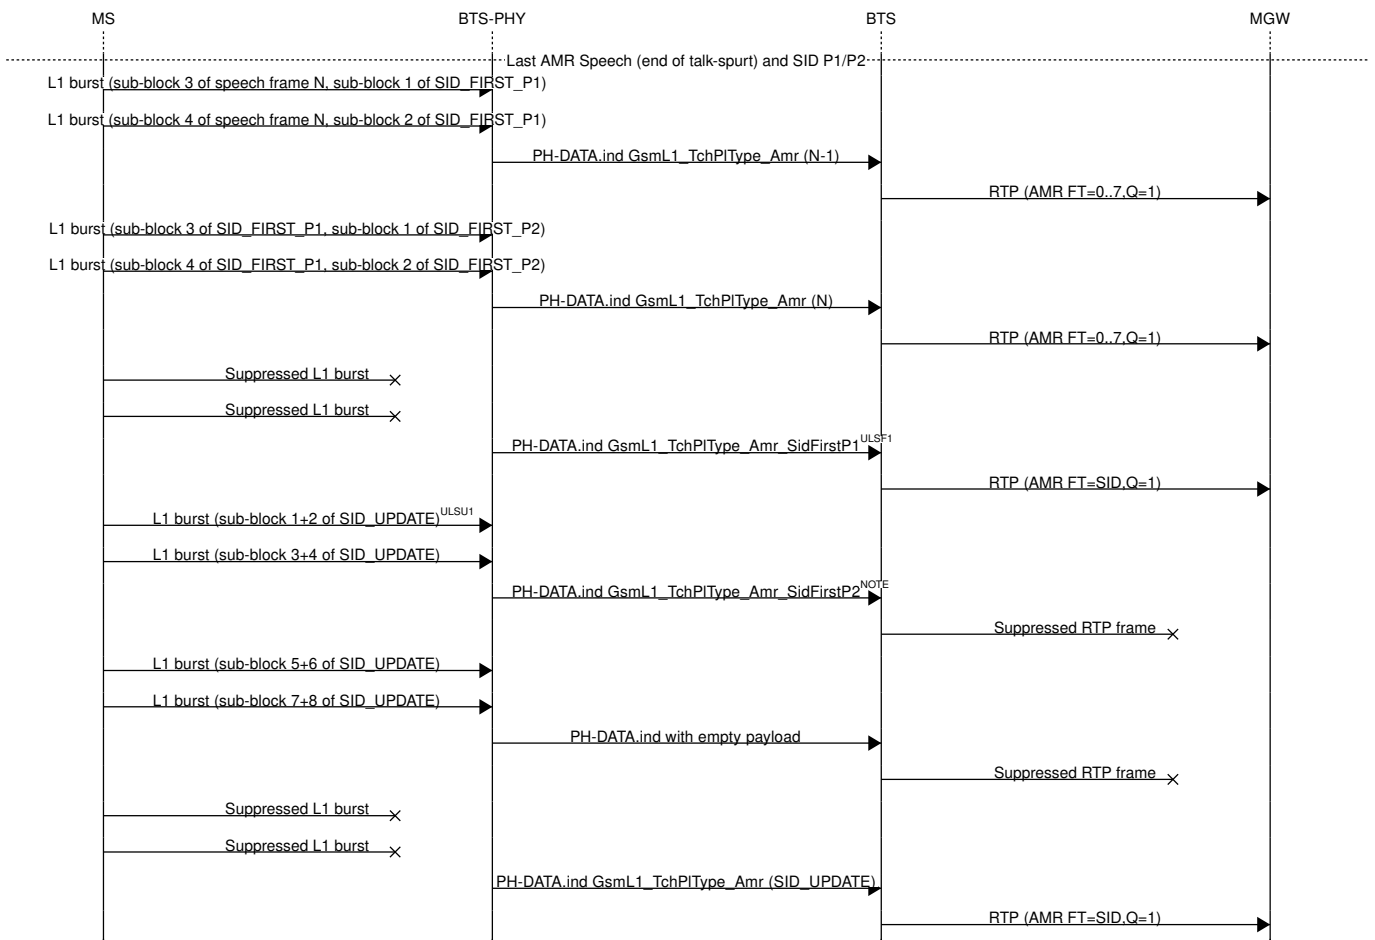 MS BTS-PHY BTS MGW
Last AMR Speech (end of talk-spurt) and SID P1/P2
L1 burst (sub-block 3 of speech frame N, sub-block 1 of SID_FIRST_P1)
L1 burst (sub-block 4 of speech frame N, sub-block 2 of SID_FIRST_P1)
PH-DATA.ind GsmL1_TchPlType_Amr (N-1)
RTP (AMR FT=0..7,Q=1)
L1 burst (sub-block 3 of SID_FIRST_P1, sub-block 1 of SID_FIRST_P2)
L1 burst (sub-block 4 of SID_FIRST_P1, sub-block 2 of SID_FIRST_P2)
PH-DATA.ind GsmL1_TchPlType_Amr (N)
RTP (AMR FT=0..7,Q=1)
Suppressed L1 burst
Suppressed L1 burst
PH-DATA.ind GsmL1_TchPlType_Amr_SidFirstP1 ULSF1
RTP (AMR FT=SID,Q=1)
L1 burst (sub-block 1+2 of SID_UPDATE) ULSU1
L1 burst (sub-block 3+4 of SID_UPDATE)
PH-DATA.ind GsmL1_TchPlType_Amr_SidFirstP2 NOTE
Suppressed RTP frame
L1 burst (sub-block 5+6 of SID_UPDATE)
L1 burst (sub-block 7+8 of SID_UPDATE)
PH-DATA.ind with empty payload
Suppressed RTP frame
Suppressed L1 burst
Suppressed L1 burst
PH-DATA.ind GsmL1_TchPlType_Amr (SID_UPDATE)
RTP (AMR FT=SID,Q=1)